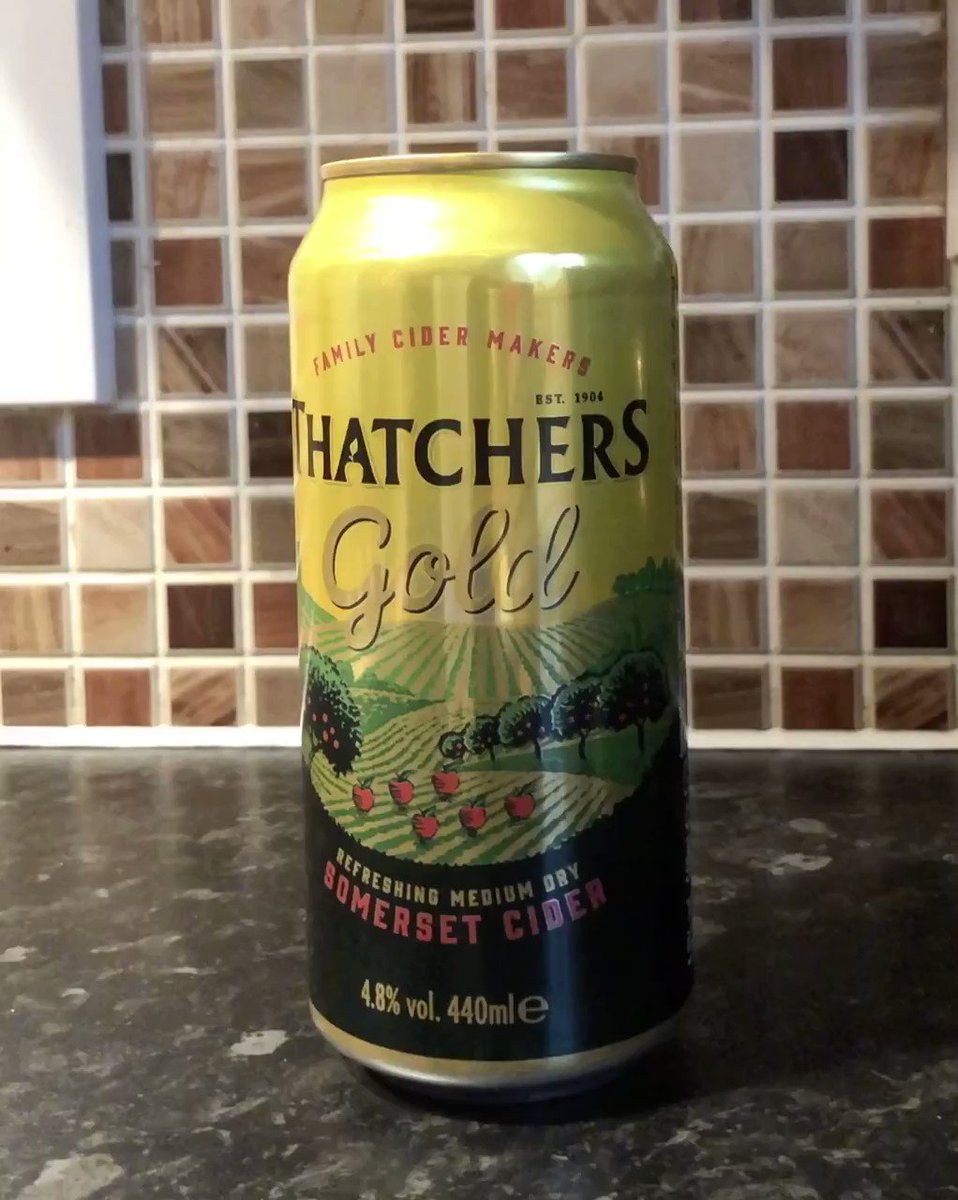 FAMILY CIDER MAKERS
EST. 1904
THATCHERS
Gold
REFRESHING MEDIUM DRY
SOMERSET CIDER
4.8% vol. 440ml e